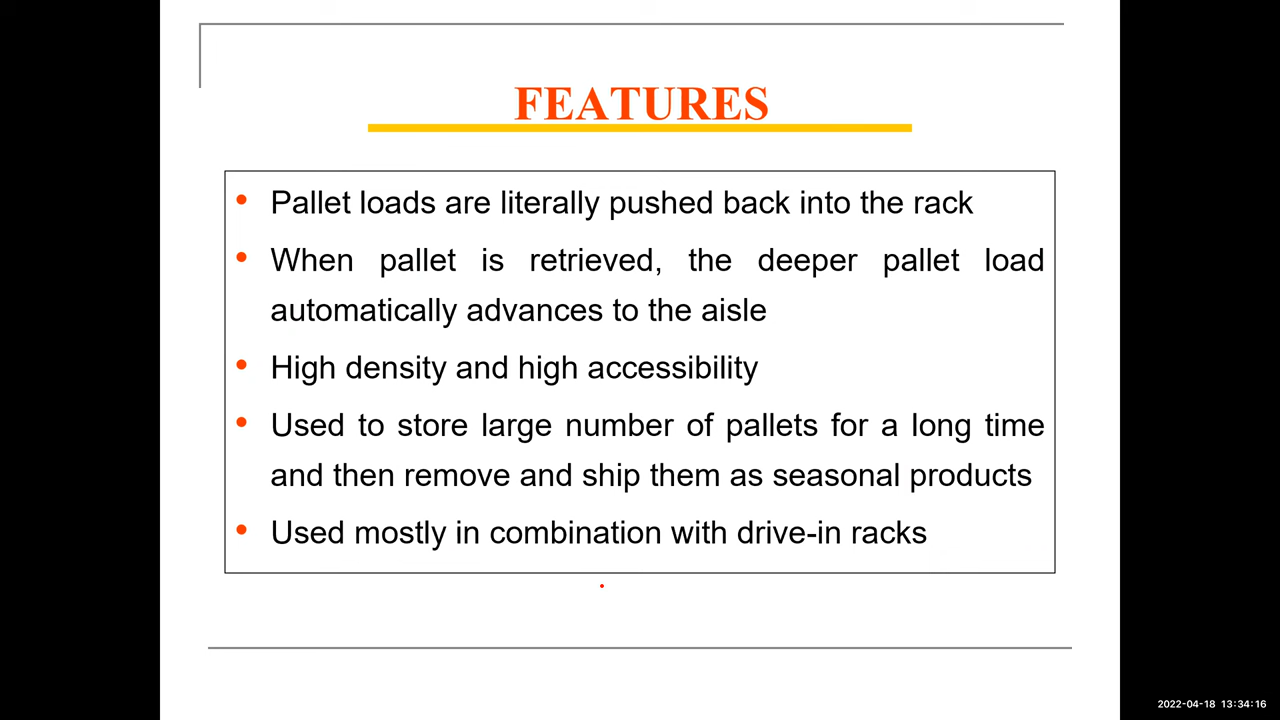 FEATURES
• Pallet loads are literally pushed back into the rack
• When pallet is retrieved, the deeper pallet load
automatically advances to the aisle
• High density and high accessibility
• Used to store large number of pallets for a long time
and then remove and ship them as seasonal products
• Used mostly in combination with drive-in racks
2022-04-18 13:34:16